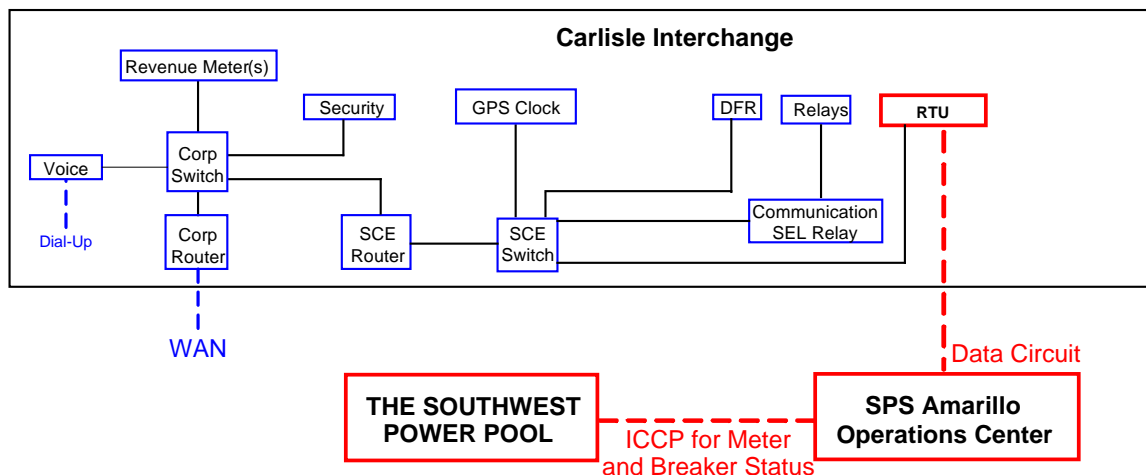 Carlisle Interchange
Revenue Meter(s)
Security
GPS Clock
DFR
Relays
RTU
Voice
Corp
Switch
Dial-Up
Corp
Router
SCE
Router
SCE
Switch
Communication
SEL Relay
WAN
Data Circuit
THE SOUTHWEST
POWER POOL
ICCP for Meter
and Breaker Status
SPS Amarillo
Operations Center